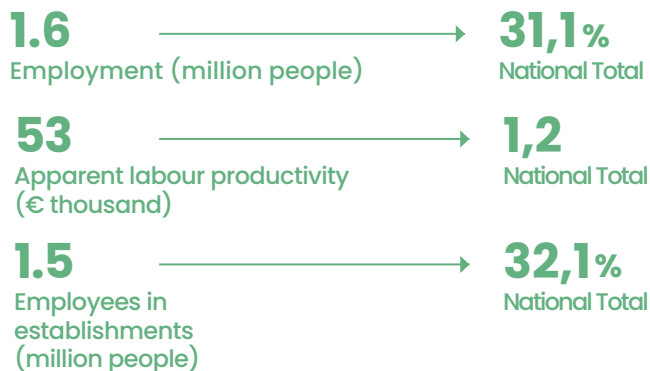 1.6 31,1%
Employment (million people) National Total
53 1,2
Apparent labour productivity National Total
(€ thousand)
1.5 32,1%
Employees in National Total
establishments
(million people)